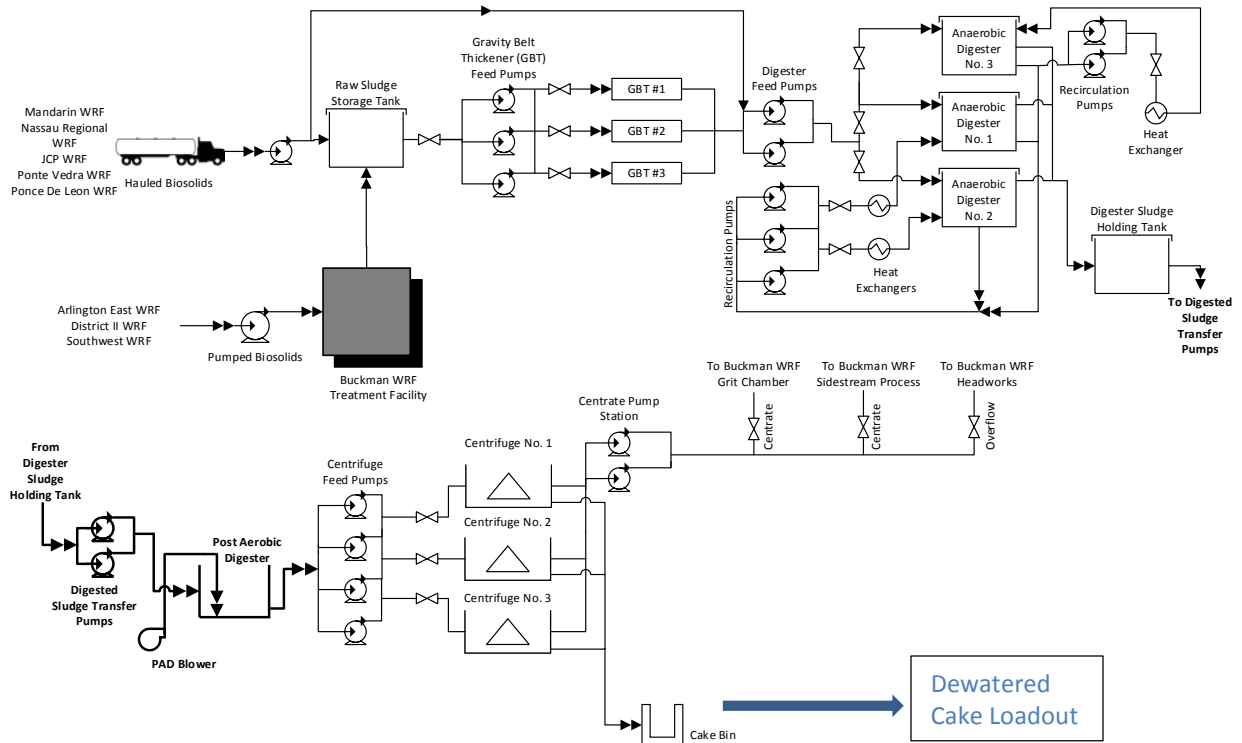 Mandarin WRF
Nassau Regional
WRF
JCP WRF
Ponte Vedra WRF
Ponce De Leon WRF
Hauled Biosolids
Raw Sludge
Storage Tank
Gravity Belt
Thickener (GBT)
Feed Pumps
GBT #1
GBT #2
GBT #3
Digester
Feed Pumps
Anaerobic
Digester
No. 3
Anaerobic
Digester
No. 1
Anaerobic
Digester
No. 2
Recirculation
Pumps
Heat
Exchanger
Recirculation Pumps
Heat
Exchangers
Digester Sludge
Holding Tank
To Digested
Sludge
Transfer
Pumps
Arlington East WRF
District II WRF
Southwest WRF
Pumped Biosolids
Buckman WRF
Treatment Facility
To Buckman WRF
Grit Chamber
To Buckman WRF
Sidestream Process
To Buckman WRF
Headworks
Centrate
Centrate
Overflow
Centrate Pump
Station
From
Digester
Sludge
Holding Tank
Digested
Sludge Transfer
Pumps
Post Aerobic
Digester
PAD Blower
Centrifuge
Feed Pumps
Centrifuge No. 1
Centrifuge No. 2
Centrifuge No. 3
Cake Bin
Dewatered
Cake Loadout